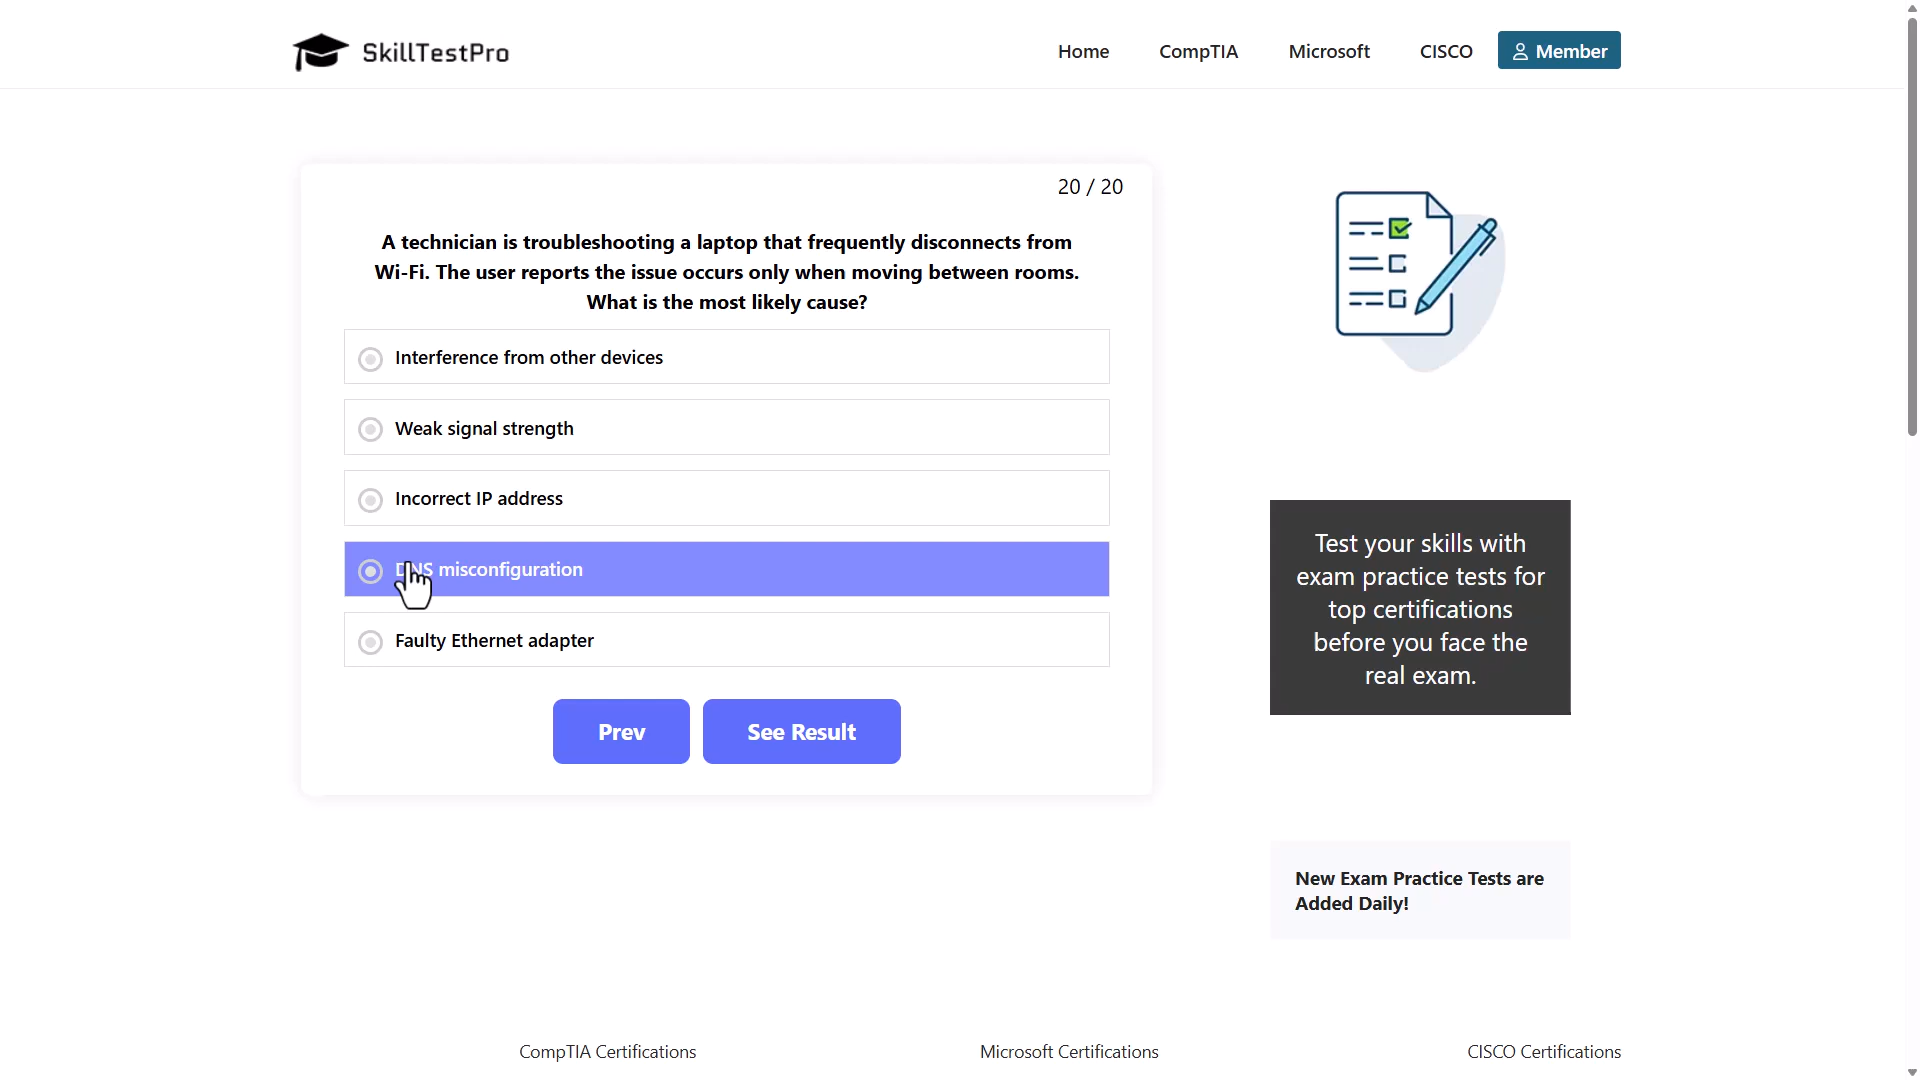 SkillTestPro
Home
CompTIA
Microsoft
CISCO
Member
20 / 20
A technician is troubleshooting a laptop that frequently disconnects from
Wi-Fi. The user reports the issue occurs only when moving between rooms.
What is the most likely cause?
Interference from other devices
Weak signal strength
Incorrect IP address
DNS misconfiguration
Faulty Ethernet adapter
Prev
See Result
Test your skills with
exam practice tests for
top certifications
before you face the
real exam.
New Exam Practice Tests are
Added Daily!
CompTIA Certifications
Microsoft Certifications
CISCO Certifications